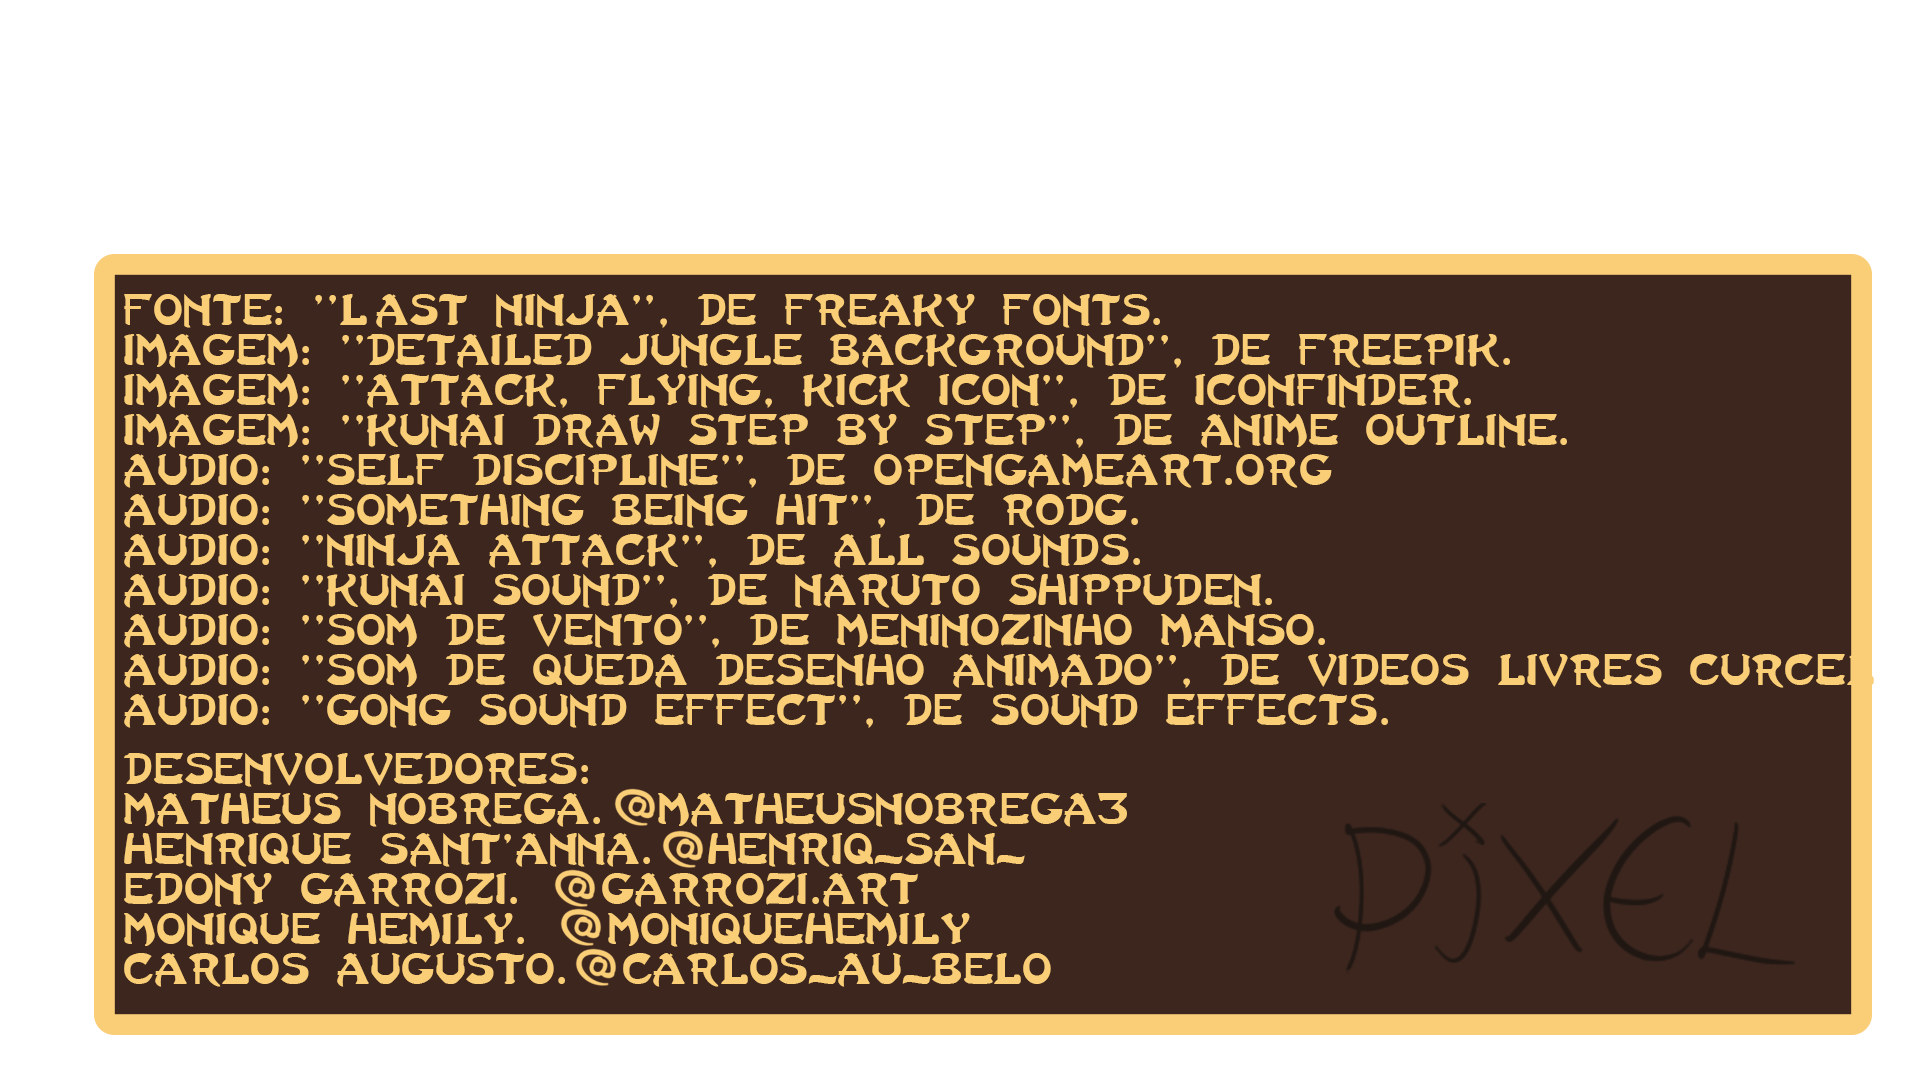 FONTE: ''LAST NINJA'', DE FREAKY FONTS.
IMAGEM: ''DETAILED JUNGLE BACKGROUND'', DE FREEPIK.
IMAGEM: ''ATTACK, FLYING, KICK ICON'', DE ICONFINDER.
IMAGEM: ''KUNAI DRAW STEP BY STEP'', DE ANIME OUTLINE.
AUDIO: ''SELF DISCIPLINE'', DE OPENGAMEART.ORG
AUDIO: ''SOMETHING BEING HIT'', DE RODG.
AUDIO: ''NINJA ATTACK'', DE ALL SOUNDS.
AUDIO: ''KUNAI SOUND'', DE NARUTO SHIPPUDEN.
AUDIO: ''SOM DE VENTO'', DE MENINOZINHO MANSO.
AUDIO: ''SOM DE QUEDA DESENHO ANIMADO'', DE VIDEOS LIVRES
AUDIO: ''GONG SOUND EFFECT'', DE SOUND EFFECTS.
DESENVOLVEDORES:
MATHEUS NOBREGA. @MATHEUSNOBREGA3
HENRIQUE SANT'ANNA. @HENRIQ_SAN_
EDONY GARROZI. @GARROZI.ART
MONIQUE HEMILY. @MONIQUEHEMILY
CARLOS AUGUSTO. @CARLOS_AU_BELO
PjXEL